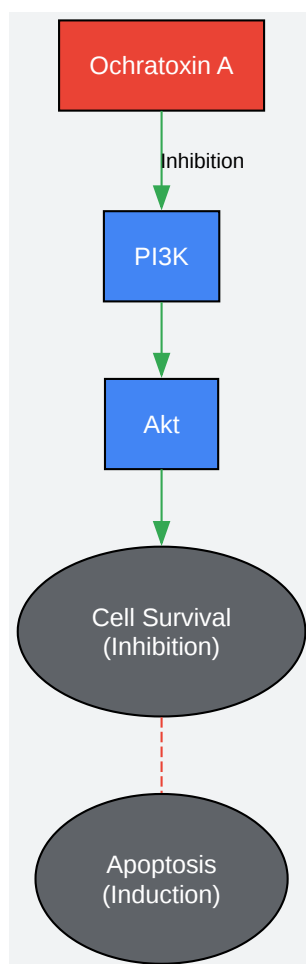 Ochratoxin A
Inhibition
PI3K
Akt
Cell Survival
(Inhibition)
Apoptosis
(Induction)